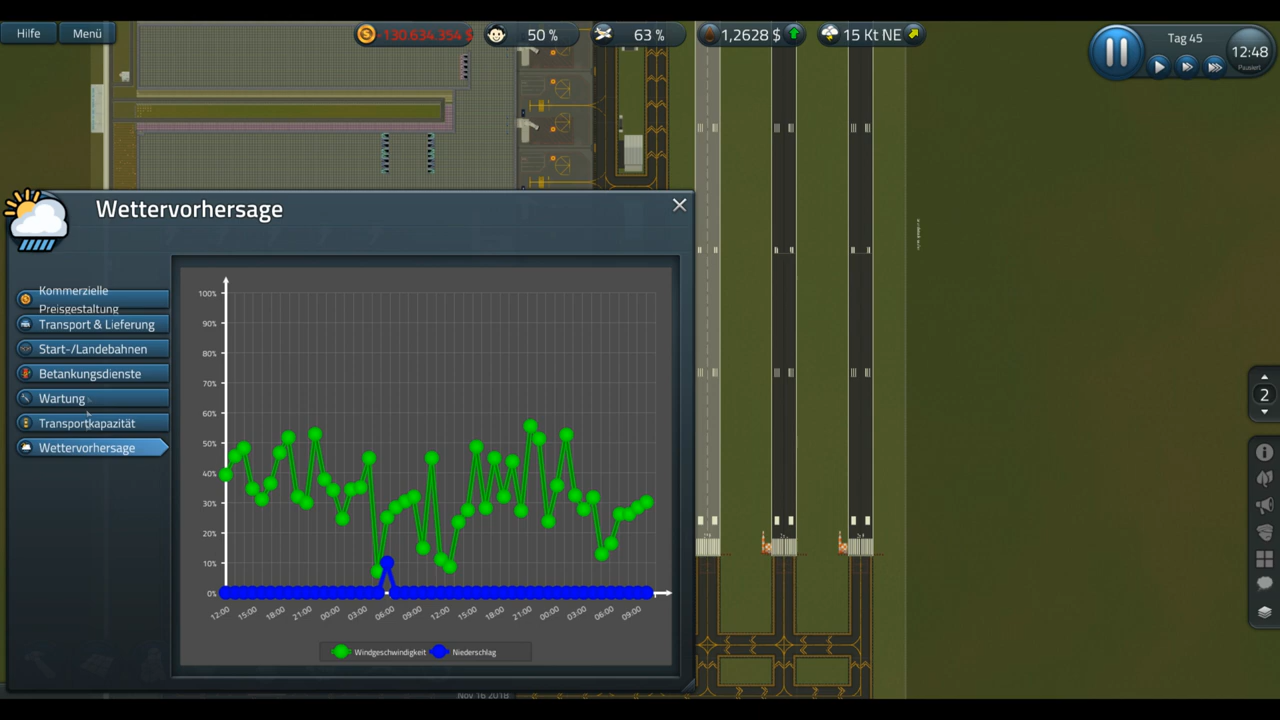 Hilfe
Menü
-130.634.354 $
50 %
63 %
1,2628 $
15 Kt NE
Tag 45
12:48
Pausiert
Wettervorhersage
Kommerzielle
Preisgestaltung
Transport & Lieferung
Start-/Landebahnen
Betankungsdienste
Wartung
Transportkapazität
Wettervorhersage
100%
90%
80%
70%
60%
50%
40%
30%
20%
10%
0%
12:00 15:00 18:00 21:00 00:00 03:00 06:00 09:00 12:00 15:00 18:00 21:00 00:00 03:00 06:00 09:00
Windgeschwindigkeit Niederschlag
2
Nov 16 2018